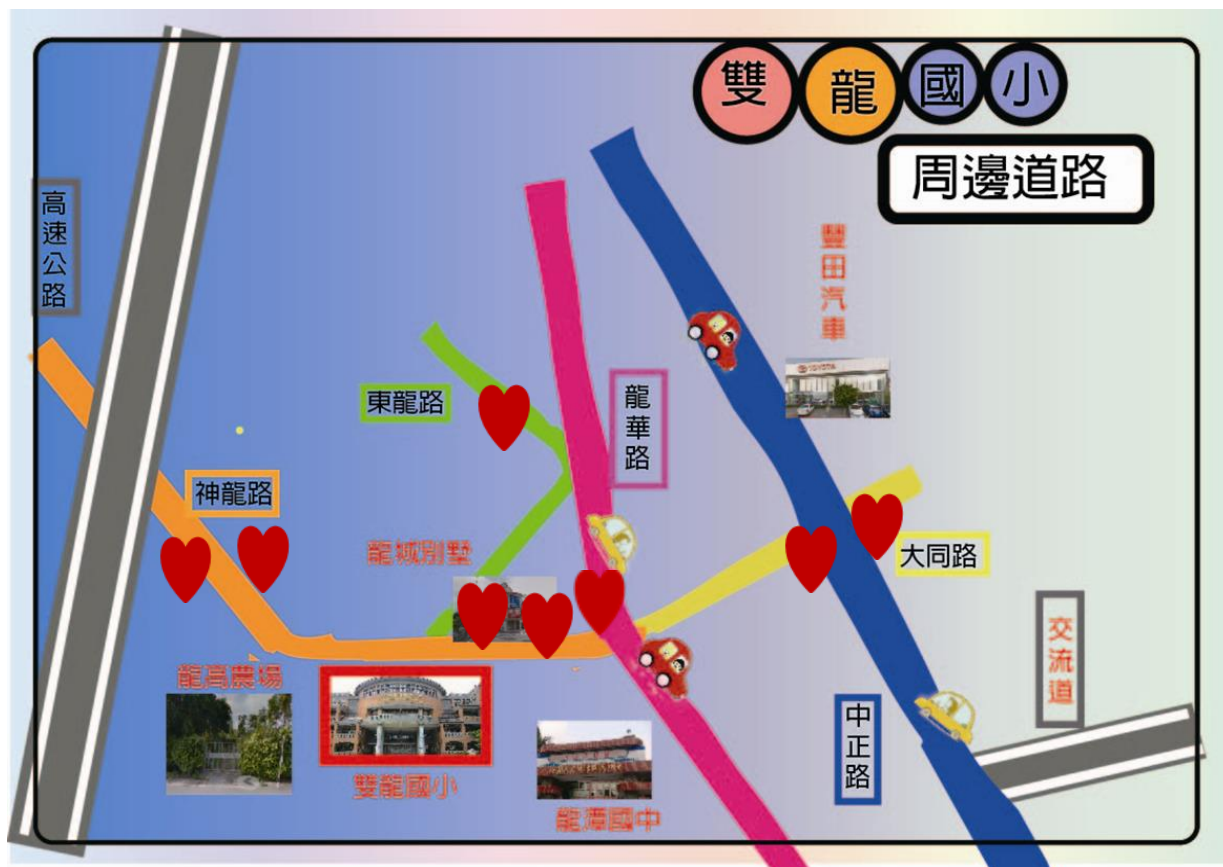 雙龍國小
周邊道路
高速公路
豐田汽車
TOYOTA
東龍路
龍華路
神龍路
龍城別墅
大同路
交流道
龍高農場
中正路
雙龍國小
龍潭國中